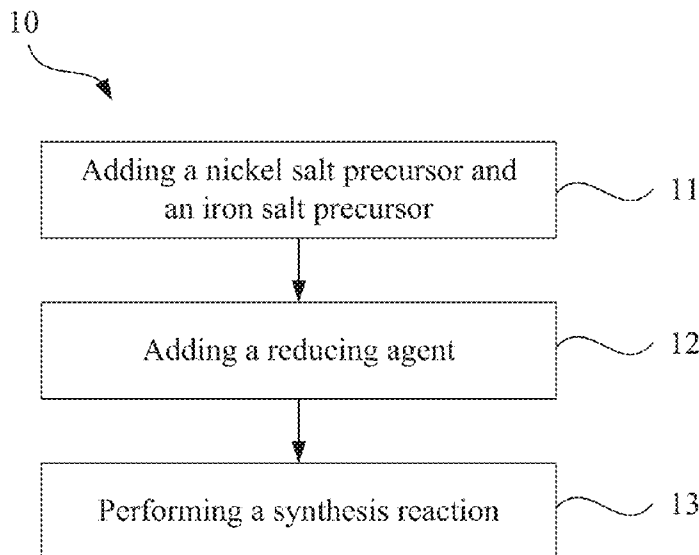 10
Adding a nickel salt precursor and
an iron salt precursor
11
Adding a reducing agent
12
Performing a synthesis reaction
13